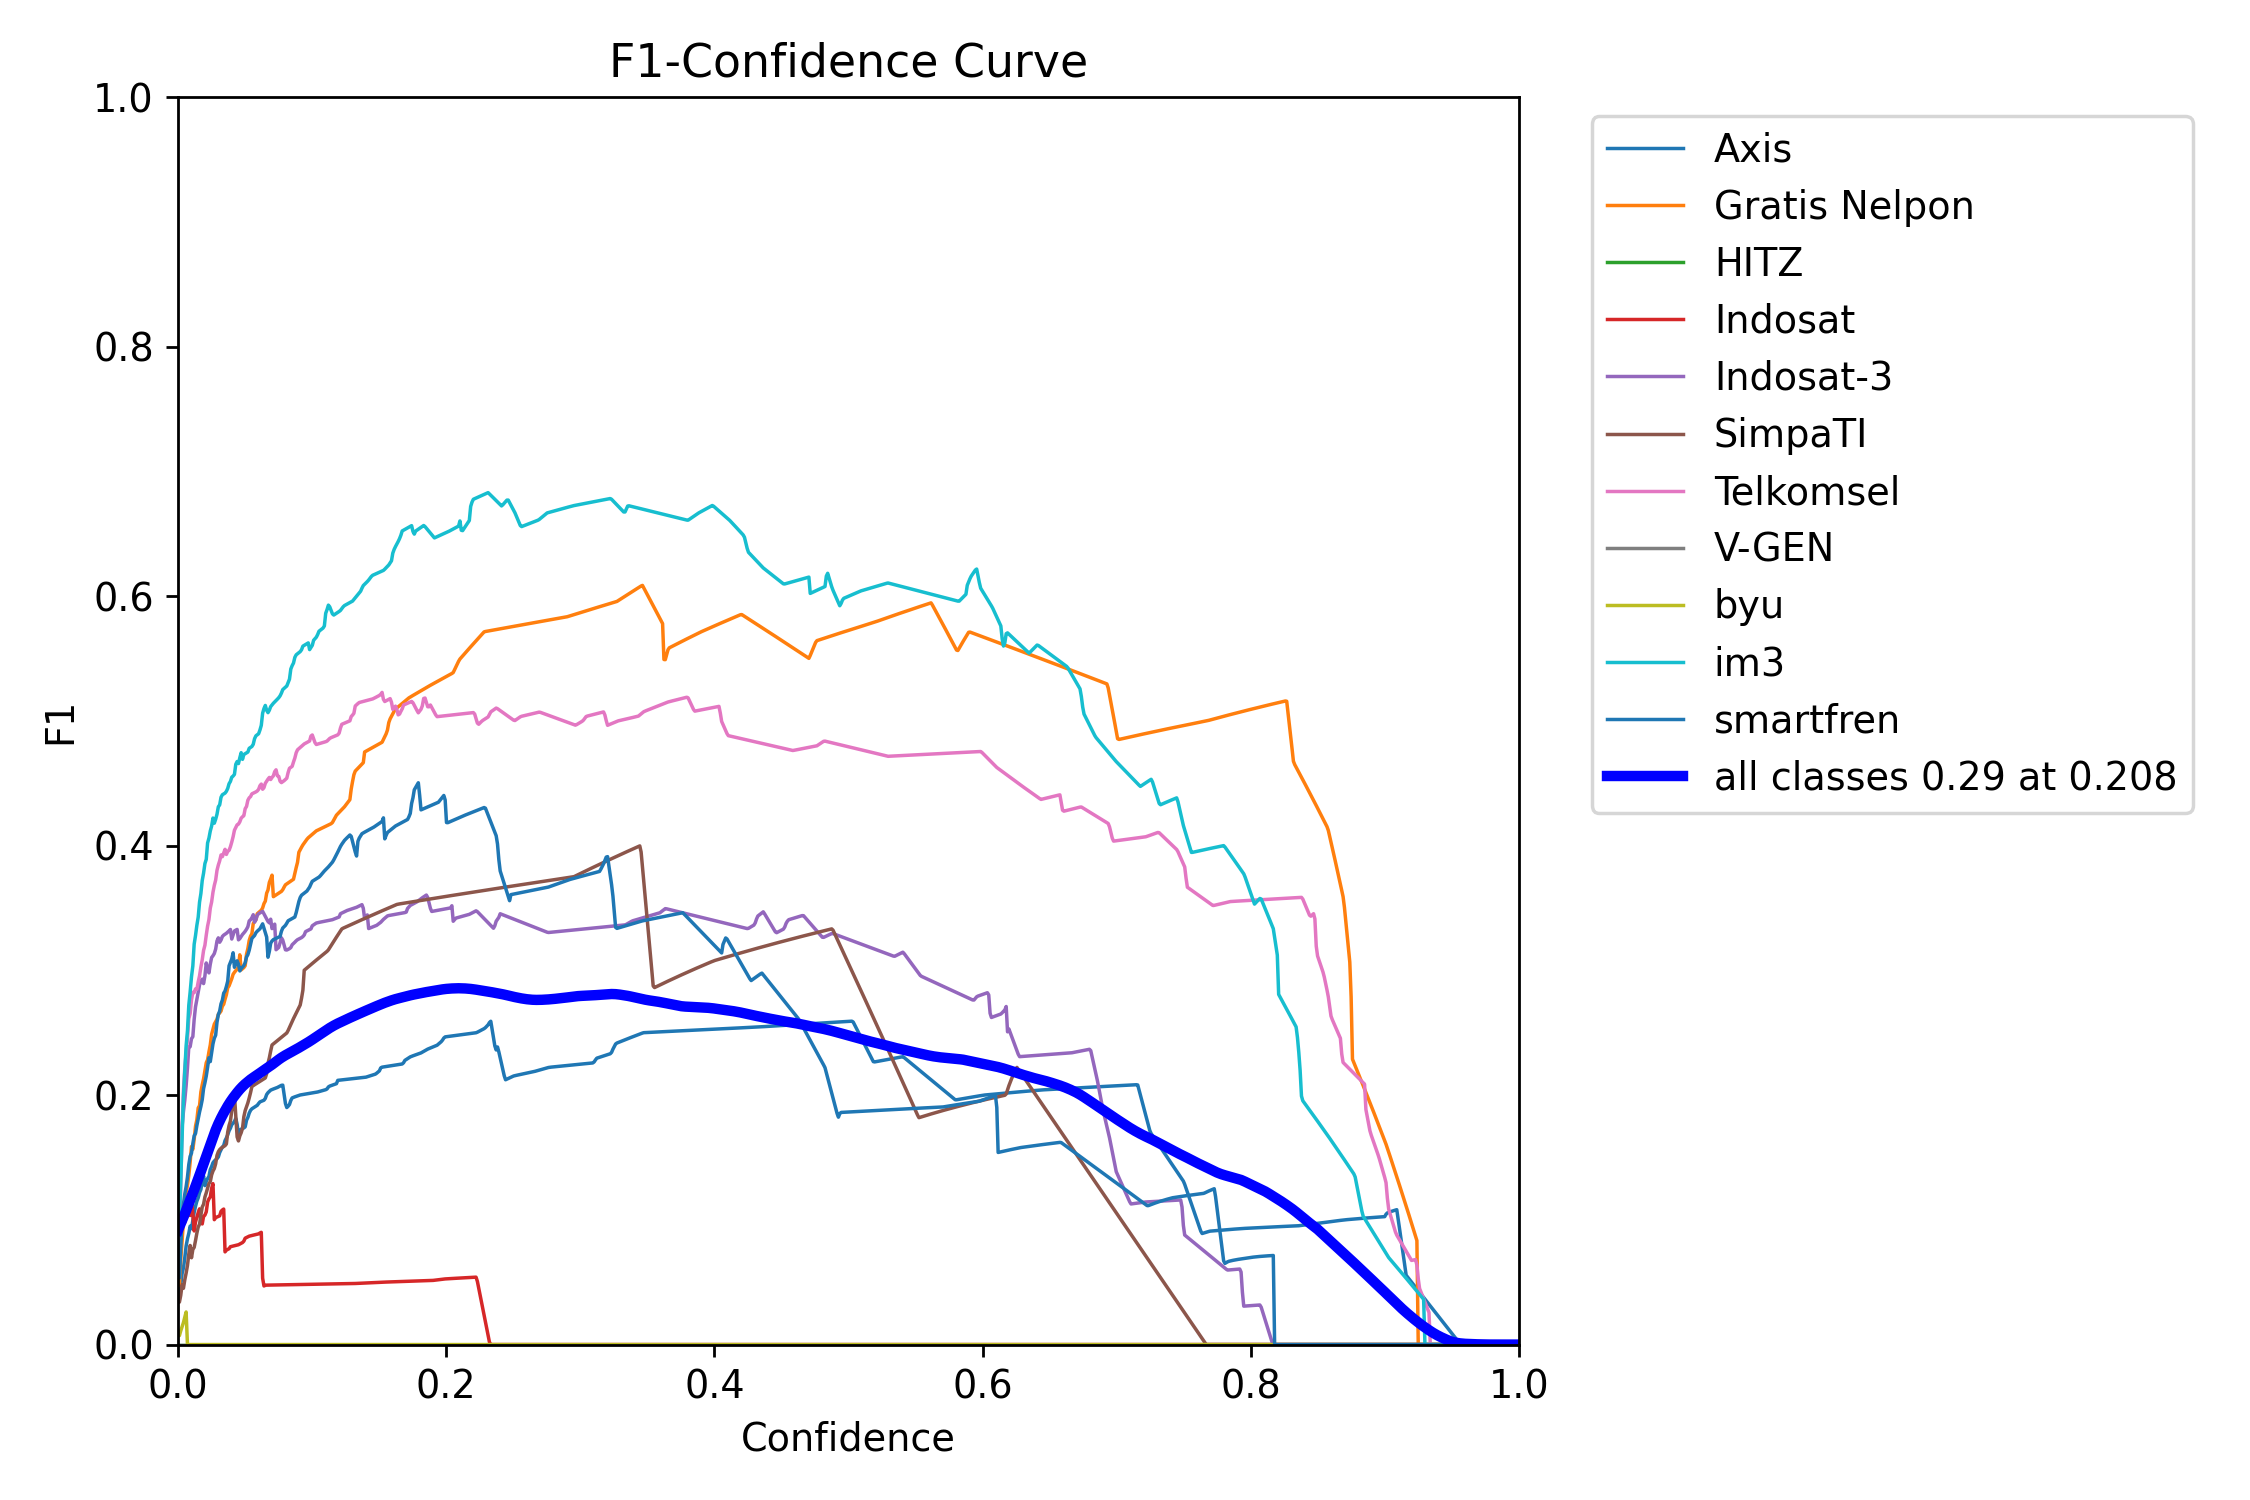 F1-Confidence Curve
1.0
0.8
0.6
0.4
0.2
0.0
F1
0.0 0.2 0.4 0.6 0.8 1.0
Confidence
Axis
Gratis Nelpon
HITZ
Indosat
Indosat-3
SimpaTI
Telkomsel
V-GEN
byu
im3
smartfren
all classes 0.29 at 0.208